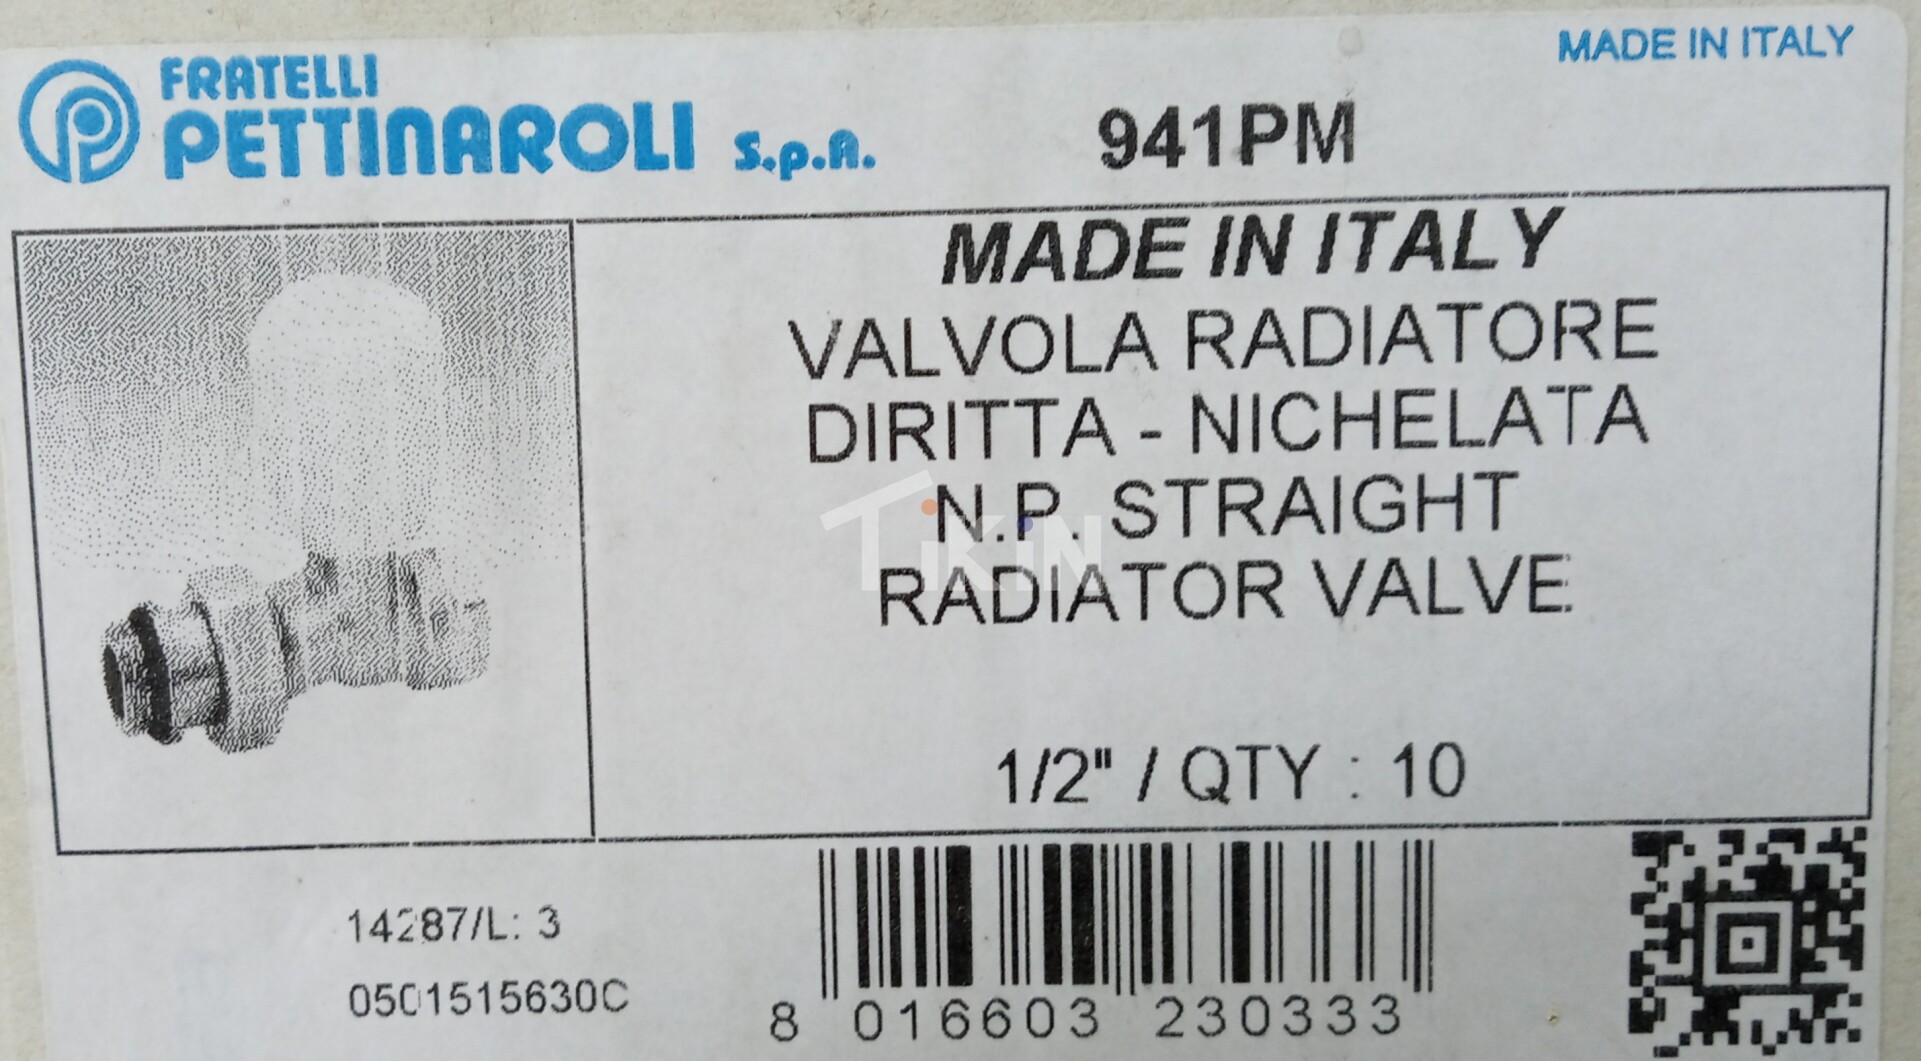 FRATELLI
PETTINAROLI S.p.A.
941PM
MADE IN ITALY
MADE IN ITALY
VALVOLA RADIATORE
DIRITTA - NICHELATA
N.P. STRAIGHT
RADIATOR VALVE
TiKiN
1/2" / QTY : 10
14287/L: 3
0501515630C
8 016603 230333